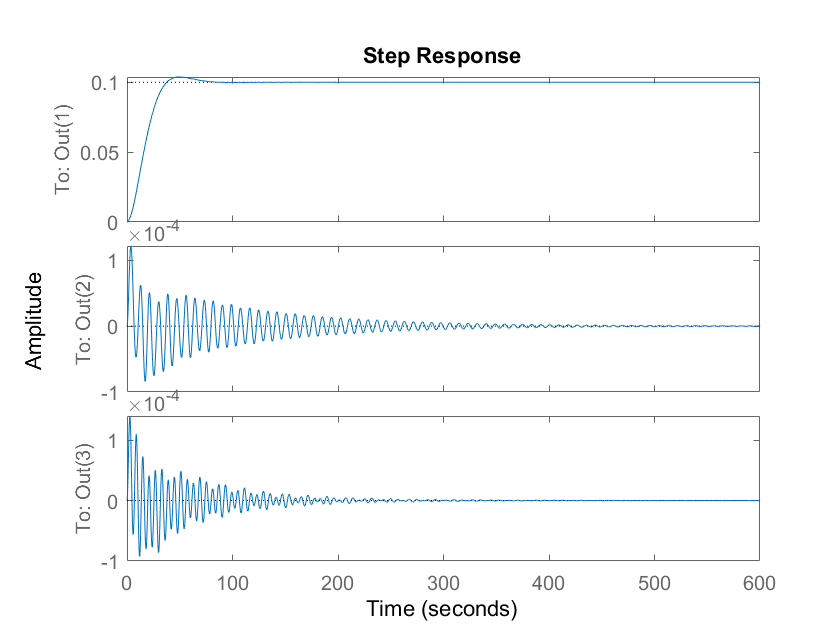 Step Response
Amplitude
To: Out(1)
0.1
0.05
0
×10-4
To: Out(2)
1
0
-1
×10-4
To: Out(3)
1
0
-1
0 100 200 300 400 500 600
Time (seconds)